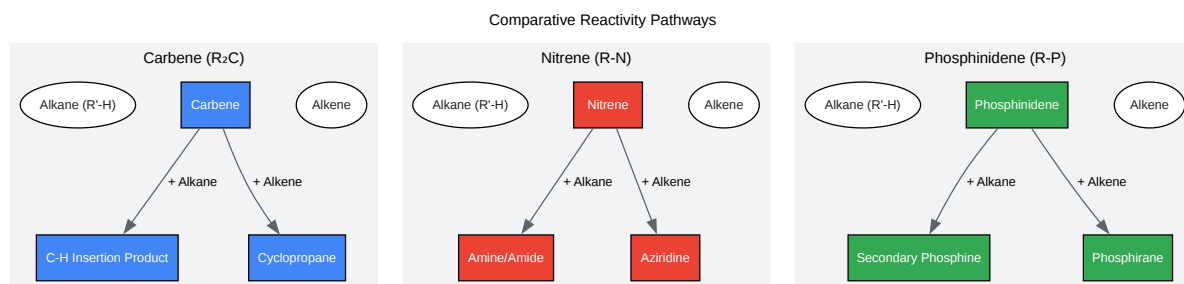 Comparative Reactivity Pathways
Carbene (R₂C)
Alkane (R'-H)
Carbene
Alkene
+ Alkane
+ Alkene
C-H Insertion Product
Cyclopropane
Nitrene (R-N)
Alkane (R'-H)
Nitrene
Alkene
+ Alkane
+ Alkene
Amine/Amide
Aziridine
Phosphinidene (R-P)
Alkane (R'-H)
Phosphinidene
Alkene
+ Alkane
+ Alkene
Secondary Phosphine
Phosphirane